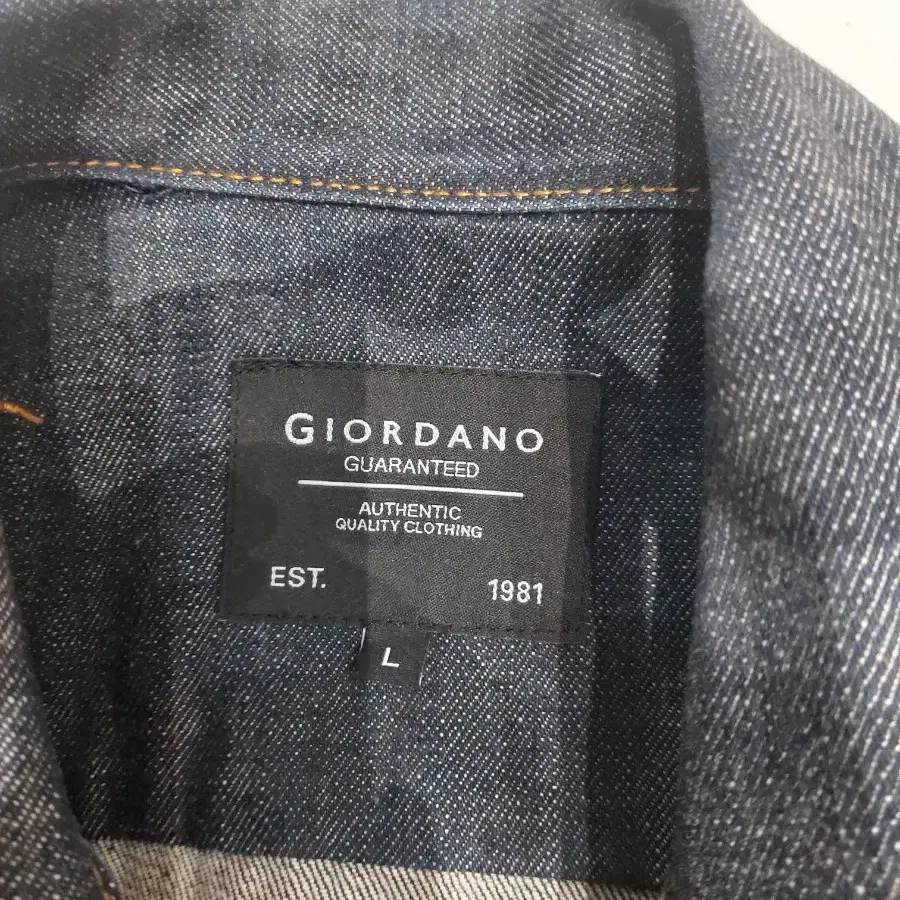 GIORDANO
GUARANTEED
AUTHENTIC
QUALITY CLOTHING
EST. 1981
L